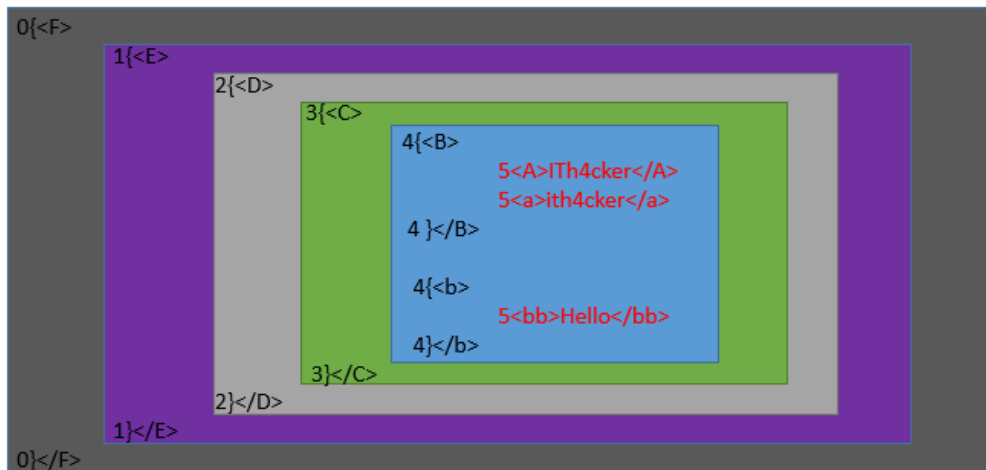 0{<F>
1{<E>
2{<D>
3{<C>
4{<B>
5<A>ITh4cker</A>
5<a>ith4cker</a>
4 }</B>
4{<b>
5<bb>Hello</bb>
4}</b>
3}</C>
2}</D>
1}</E>
0}</F>